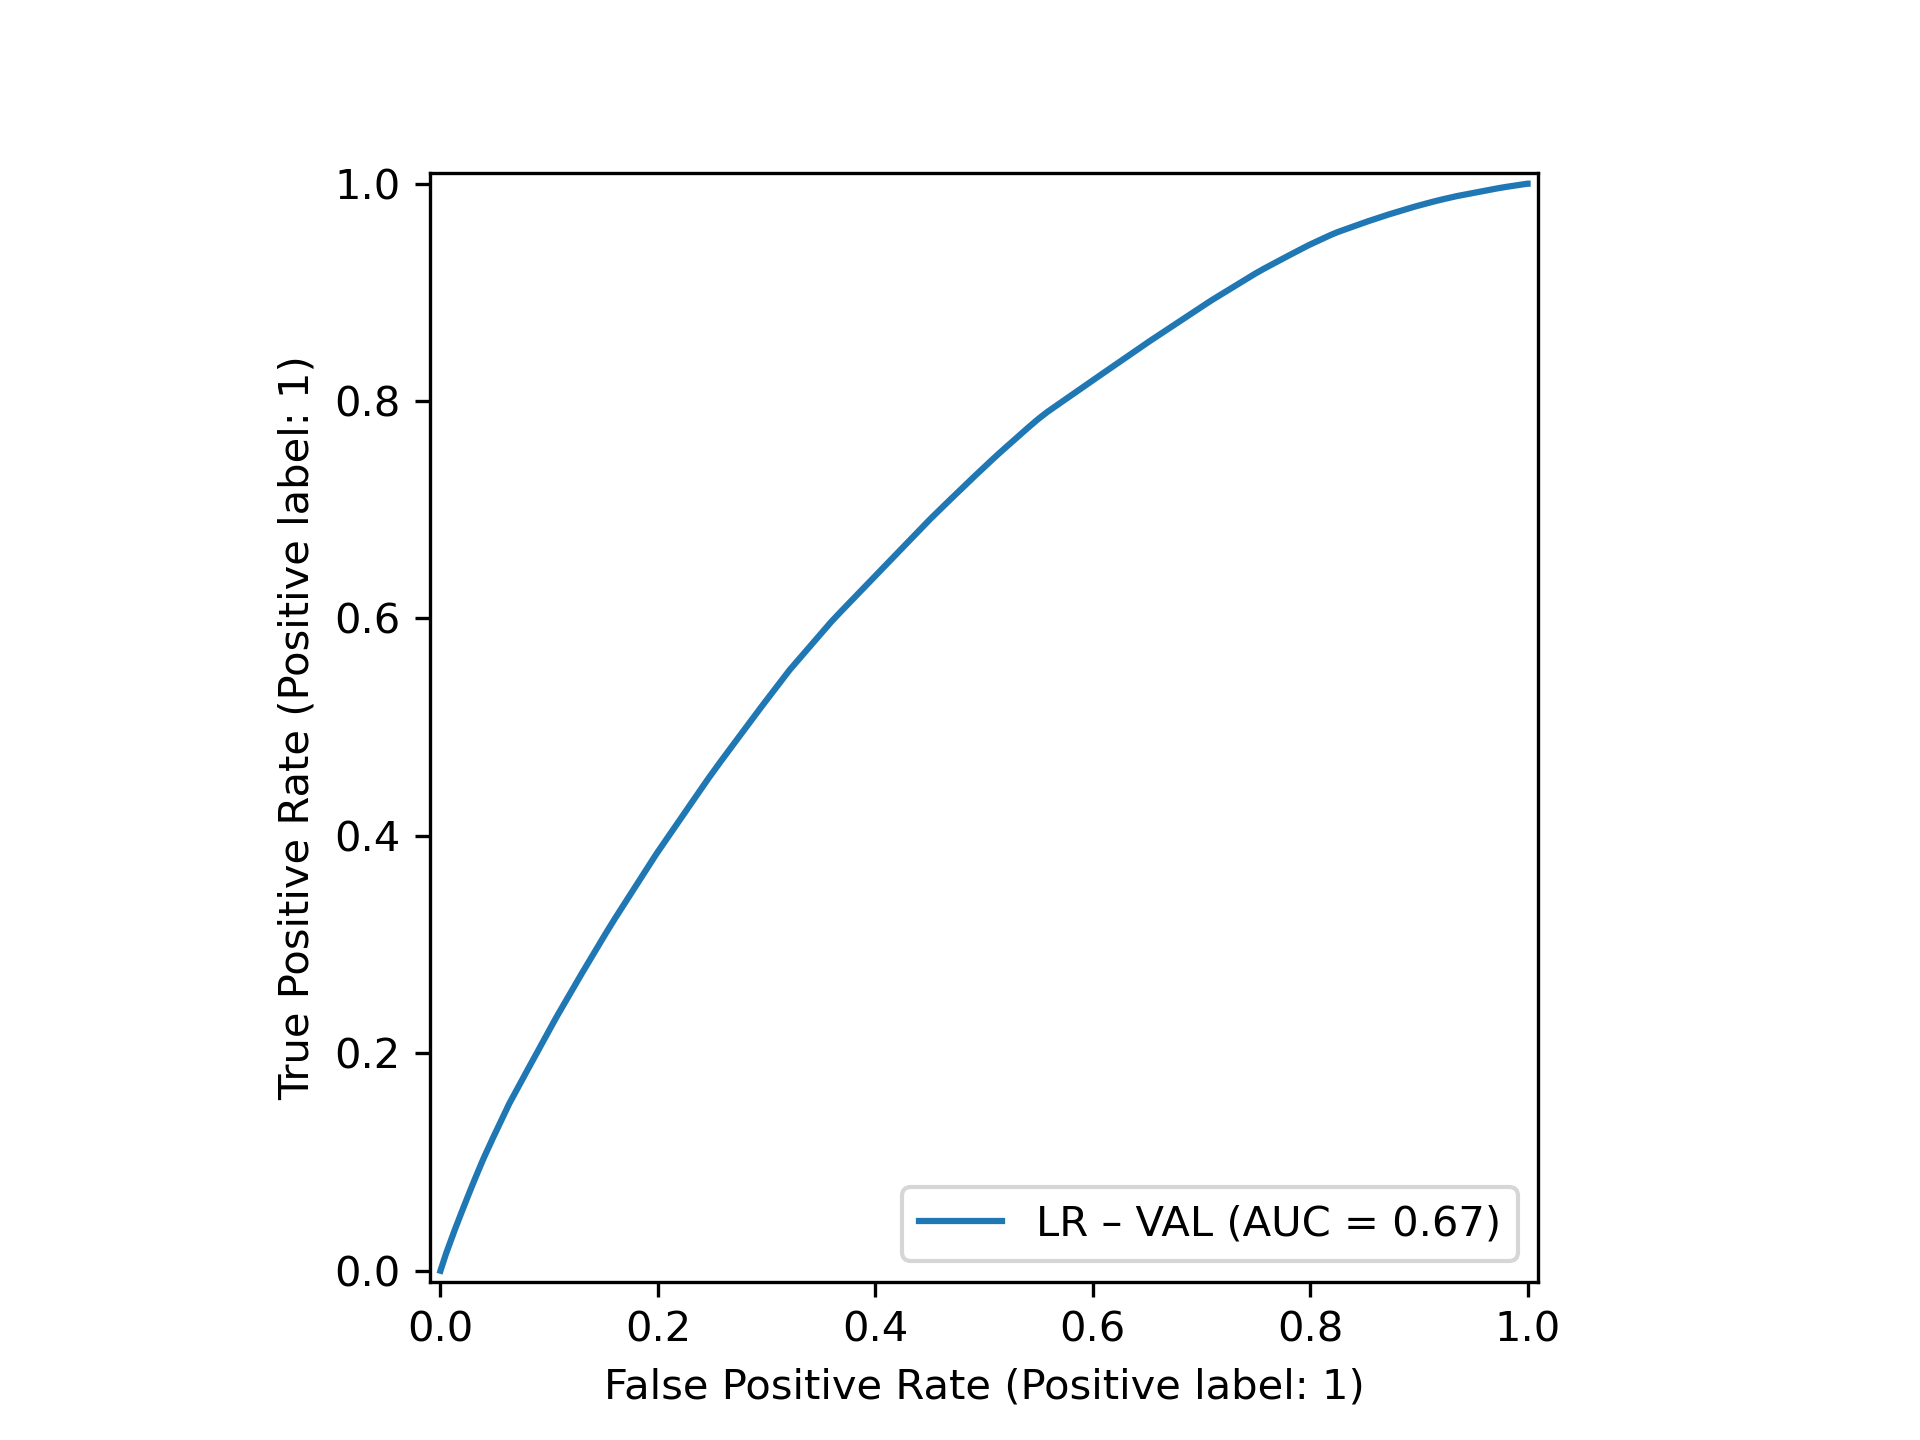 True Positive Rate (Positive label: 1)
1.0
0.8
0.6
0.4
0.2
0.0
LR – VAL (AUC = 0.67)
0.0 0.2 0.4 0.6 0.8 1.0
False Positive Rate (Positive label: 1)